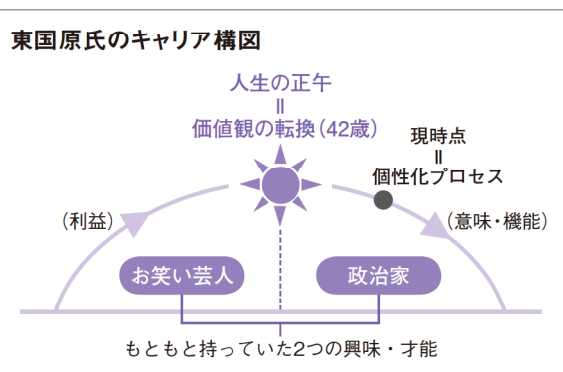 東国原氏のキャリア構図
人生の正午
＝
価値観の転換（42歳）
現時点
＝
個性化プロセス
（利益）
（意味・機能）
お笑い芸人
政治家
もともと持っていた2つの興味・才能